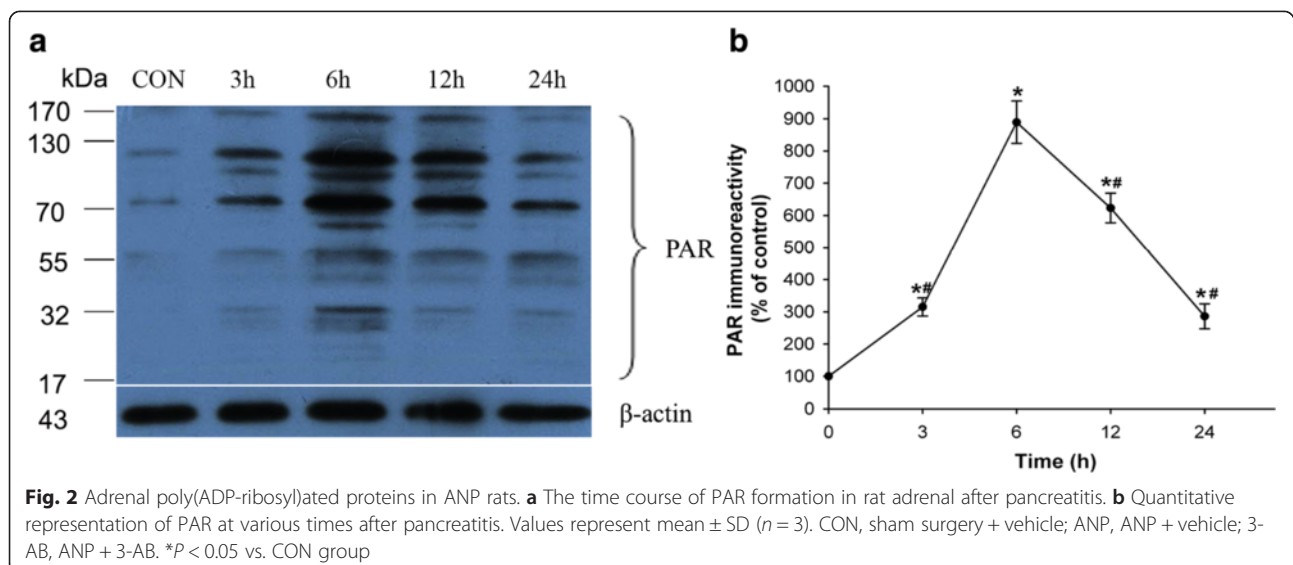 a
kDa CON 3h 6h 12h 24h
170
130
70
55
32
17
43
PAR
β-actin
b
PAR immunoreactivity
(% of control)
1000
900
800
700
600
500
400
300
200
100
0
*#
*
*#
*#
0 3 6 12 24
Time (h)
Fig. 2 Adrenal poly(ADP-ribosyl)ated proteins in ANP rats. a The time course of PAR formation in rat adrenal after pancreatitis. b Quantitative
representation of PAR at various times after pancreatitis. Values represent mean ± SD (n = 3). CON, sham surgery + vehicle; ANP, ANP + vehicle; 3-
AB, ANP + 3-AB. *P < 0.05 vs. CON group